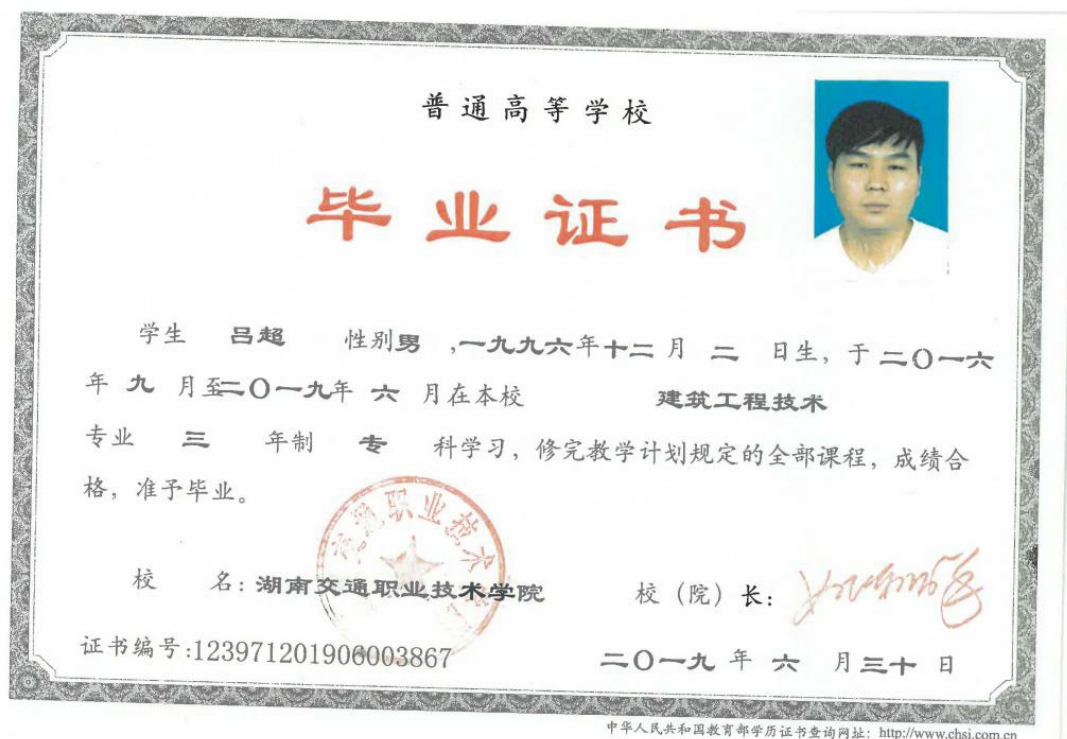 普通高等学校
毕业证书
学生 吕超 性别男 ,一九九六年十二月 二 日生，于二〇一六
年 九 月至二〇一九年 六 月在本校 建筑工程技术
专业 三 年制 专 科学习，修完教学计划规定的全部课程，成绩合
格，准予毕业。
交通职业技术
校 名：湖南交通职业技术学院 校（院）长：
证书编号:123971201906003867 二〇一九 年 六 月三十 日
中华人民共和国教育部学历证书查询网址：http://www.chsi.com.cn